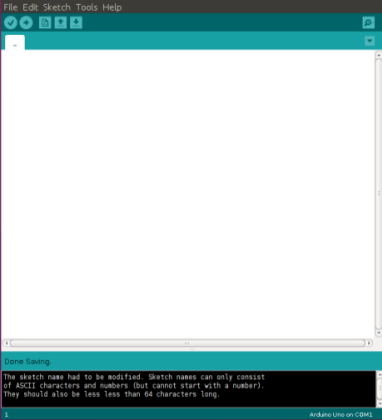 File Edit Sketch Tools Help
Done Saving.
The sketch name had to be modified. Sketch names can only consist
of ASCII characters and numbers (but cannot start with a number).
They should also be less less than 64 characters long.
1
Arduino Uno on COM1